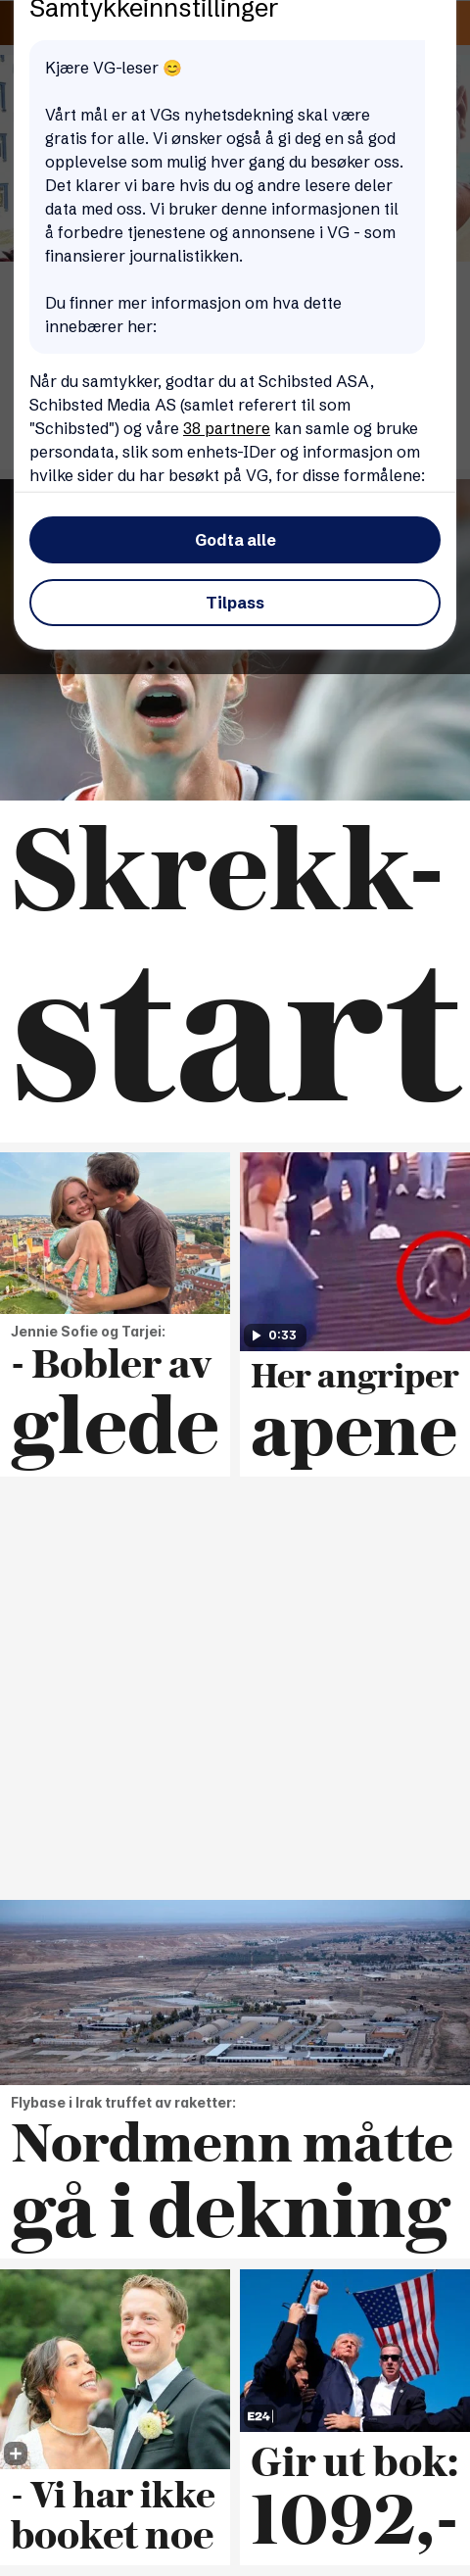 Samtykkeinnstillinger
Kjære VG-leser 😊
Vårt mål er at VGs nyhetsdekning skal være
gratis for alle. Vi ønsker også å gi deg en så god
opplevelse som mulig hver gang du besøker oss.
Det klarer vi bare hvis du og andre lesere deler
data med oss. Vi bruker denne informasjonen til
å forbedre tjenestene og annonsene i VG - som
finansierer journalistikken.
Du finner mer informasjon om hva dette
innebærer her:
Når du samtykker, godtar du at Schibsted ASA,
Schibsted Media AS (samlet referert til som
"Schibsted") og våre 38 partnere kan samle og bruke
persondata, slik som enhets-IDer og informasjon om
hvilke sider du har besøkt på VG, for disse formålene:
Godta alle
Tilpass
Skrekk-
start
Jennie Sofie og Tarjei:
- Bobler av
glede
0:33
Her angriper
apene
Flybase i Irak truffet av raketter:
Nordmenn måtte
gå i dekning
- Vi har ikke
booket noe
E24
Gir ut bok:
1092,-